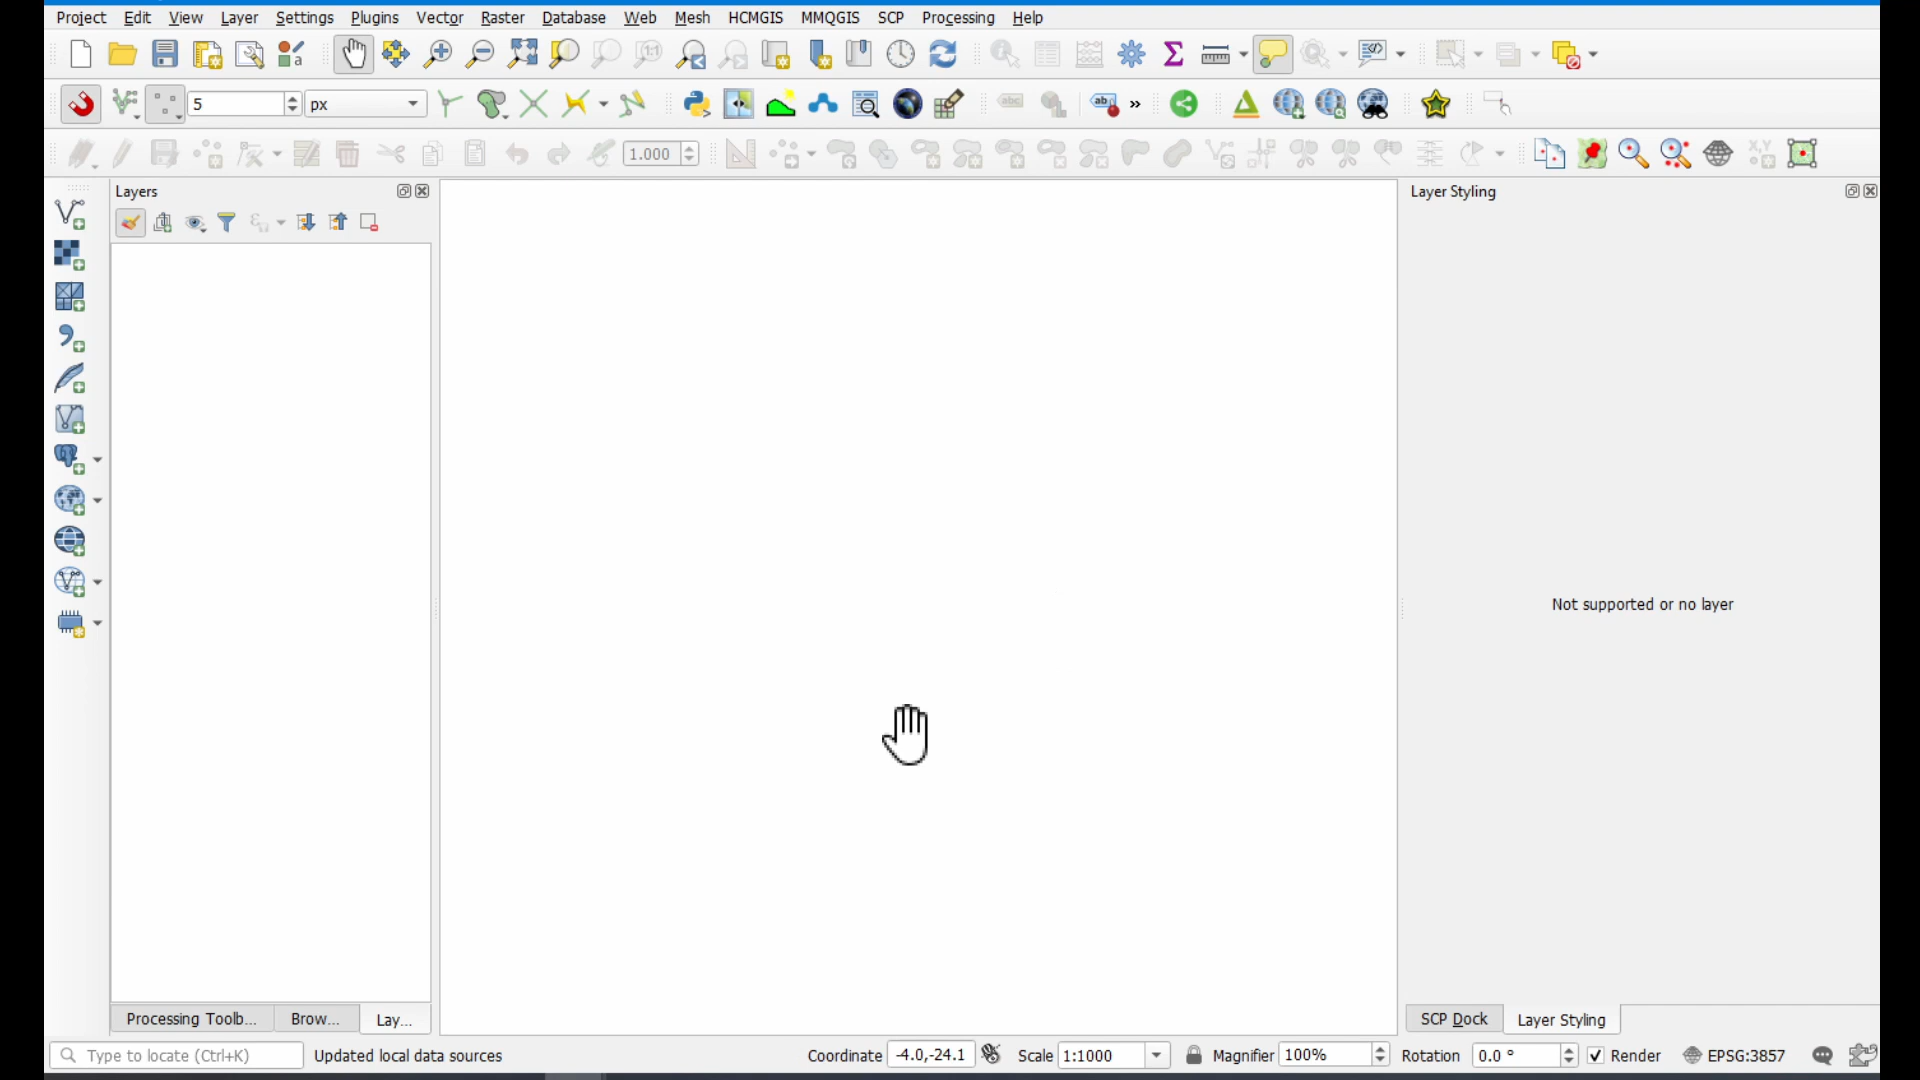 Project Edit View Layer Settings Plugins Vector Raster Database Web Mesh HCMGIS MMQGIS SCP Processing Help
5 px
1.000
Layers
Layer Styling
Not supported or no layer
Processing Toolb... Brow... Lay...
SCP Dock Layer Styling
Type to locate (Ctrl+K) Updated local data sources Coordinate -4.0,-24.1 Scale 1:1000 Magnifier 100% Rotation 0.0 ° Render EPSG:3857